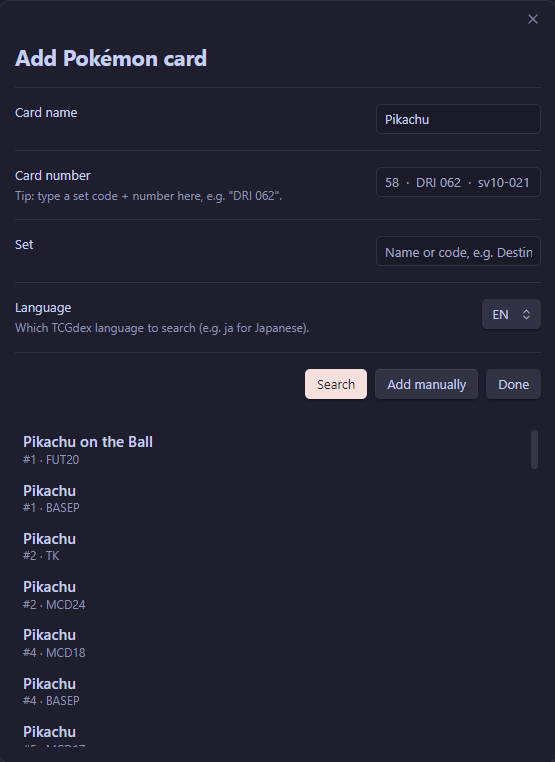 Add Pokémon card
Card name
Pikachu
Card number
Tip: type a set code + number here, e.g. "DRI 062".
58 · DRI 062 · sv10-021
Set
Name or code, e.g. Destin
Language
Which TCGdex language to search (e.g. ja for Japanese).
EN
Search
Add manually
Done
Pikachu on the Ball
#1 · FUT20
Pikachu
#1 · BASEP
Pikachu
#2 · TK
Pikachu
#2 · MCD24
Pikachu
#4 · MCD18
Pikachu
#4 · BASEP
Pikachu